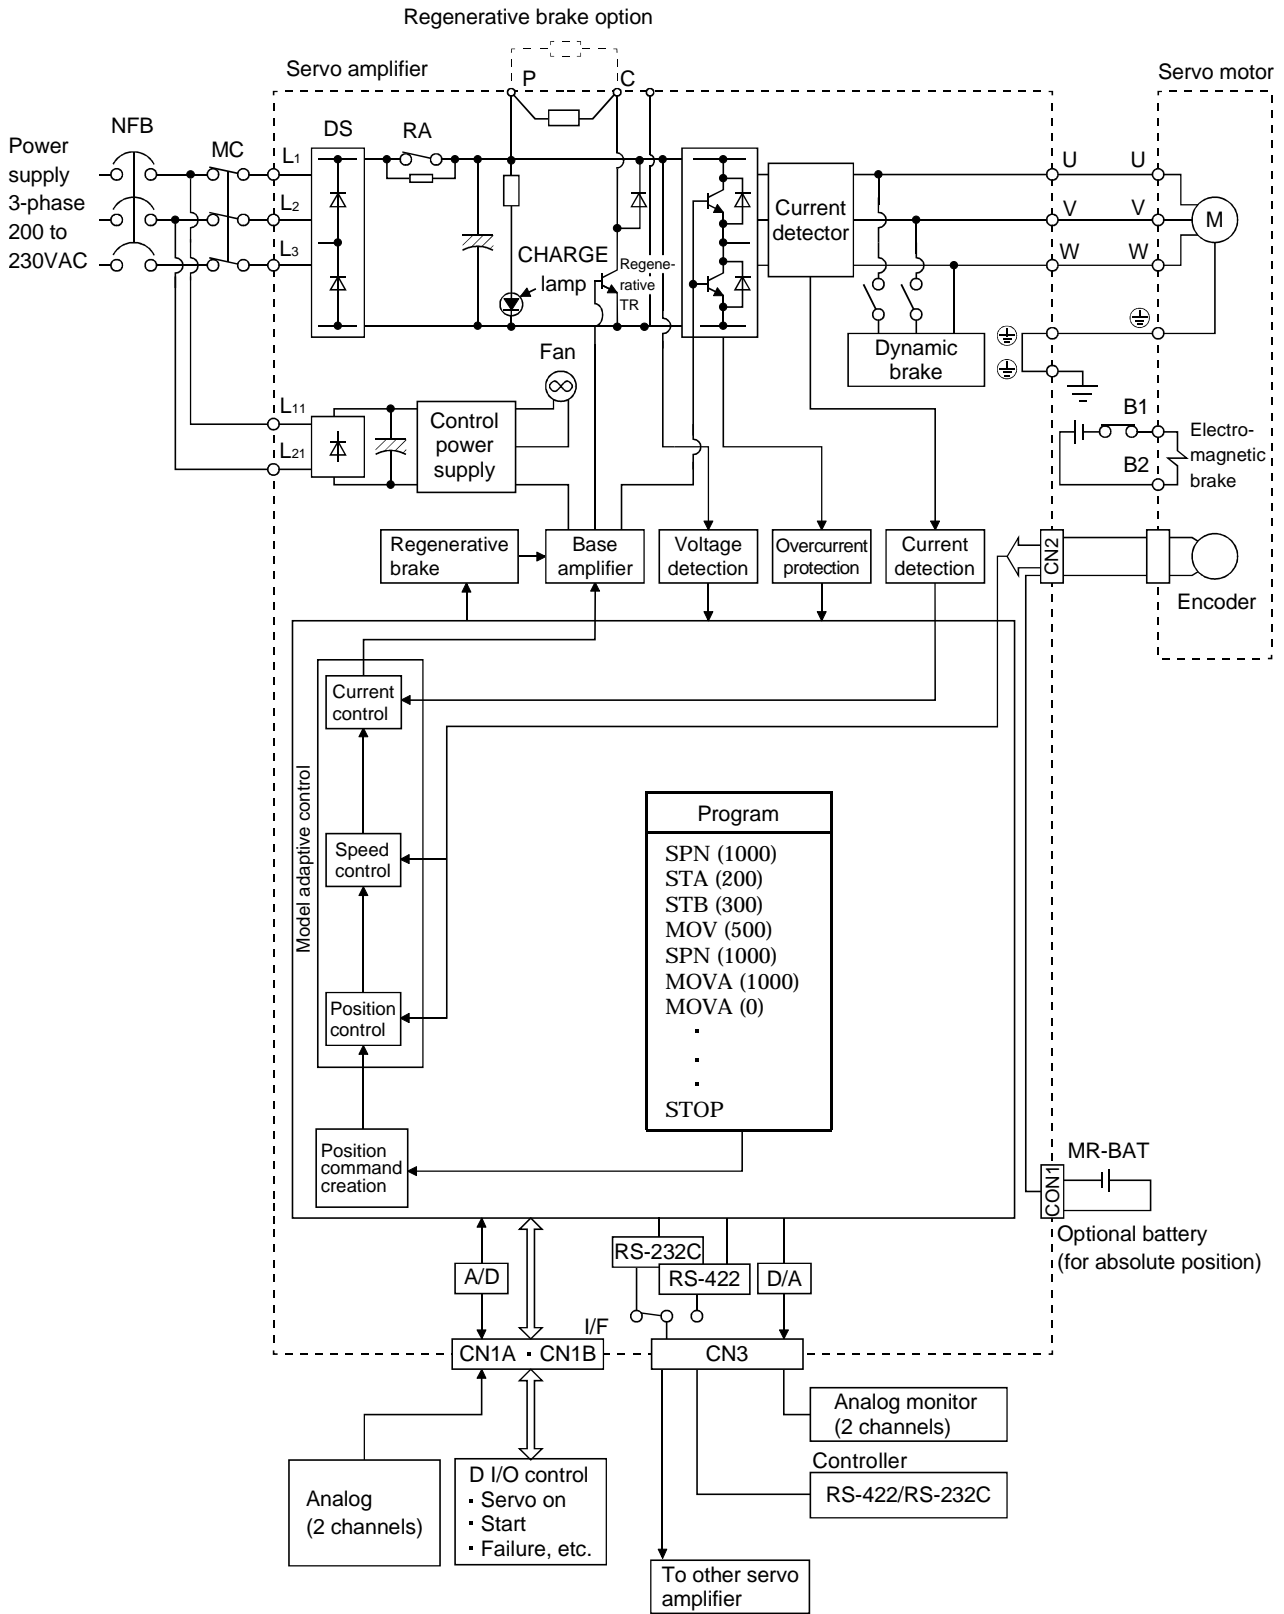 Regenerative brake option
Servo amplifier
P
C
Servo motor
NFB
DS
RA
Power
supply
3-phase
200 to
230VAC
MC
L1
L2
L3
U
U
V
V
W
W
M
Current
detector
CHARGE
lamp
Regene-
rative
TR
Dynamic
brake
Fan
L11
L21
Control
power
supply
B1
B2
Electro-
magnetic
brake
Regenerative
brake
Base
amplifier
Voltage
detection
Overcurrent
protection
Current
detection
CN2
Encoder
Model adaptive control
Current
control
Speed
control
Position
control
Position
command
creation
Program
SPN (1000)
STA (200)
STB (300)
MOV (500)
SPN (1000)
MOVA (1000)
MOVA (0)
.
.
.
STOP
MR-BAT
CON1
Optional battery
(for absolute position)
RS-232C
RS-422
A/D
D/A
I/F
CN1A · CN1B
CN3
Analog monitor
(2 channels)
Controller
RS-422/RS-232C
Analog
(2 channels)
D I/O control
· Servo on
· Start
· Failure, etc.
To other servo
amplifier